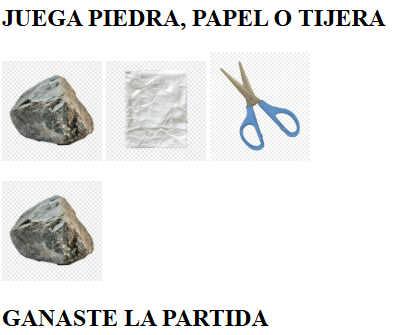 JUEGA PIEDRA, PAPEL O TIJERA
GANASTE LA PARTIDA